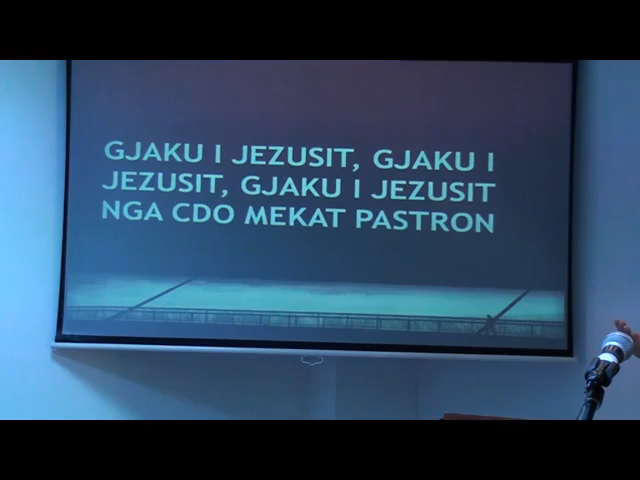 GJAKU I JEZUSIT, GJAKU I
JEZUSIT, GJAKU I JEZUSIT
NGA CDO MEKAT PASTRON